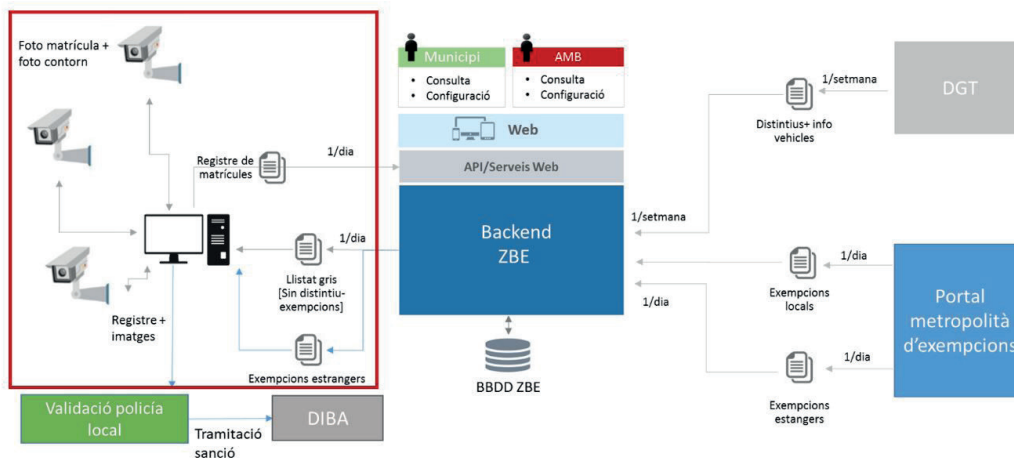 Foto matrícula +
foto contorn
Registre de
matrícules
1/dia
1/dia
Llistat gris
[Sin distintiu-
exempcions]
Registre +
imatges
Exempcions estrangers
Validació policía
local
Tramitació
sanció
DIBA
Municipi
• Consulta
• Configuració
AMB
• Consulta
• Configuració
Web
API/Serveis Web
Backend
ZBE
BBDD ZBE
1/setmana
DGT
Distintius+ info
vehicles
1/setmana
1/dia
Exempcions
locals
1/dia
Portal
metropolità
d'exempcions
1/dia
Exempcions
estangers